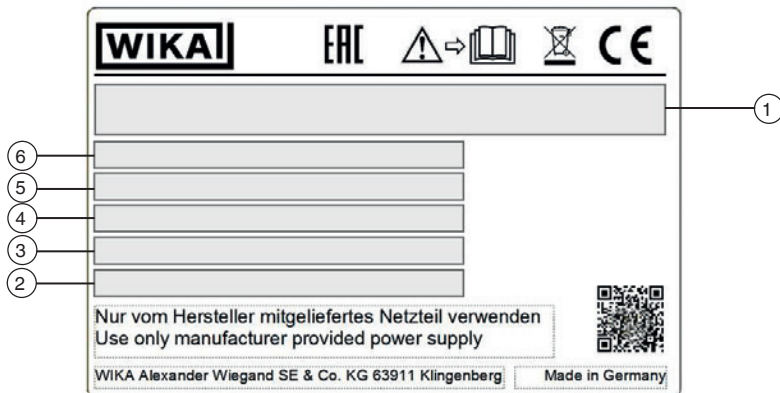 WIKA EAC CE
1
6
5
4
3
2
Nur vom Hersteller mitgeliefertes Netzteil verwenden
Use only manufacturer provided power supply
WIKA Alexander Wiegand SE & Co. KG 63911 Klingenberg Made in Germany